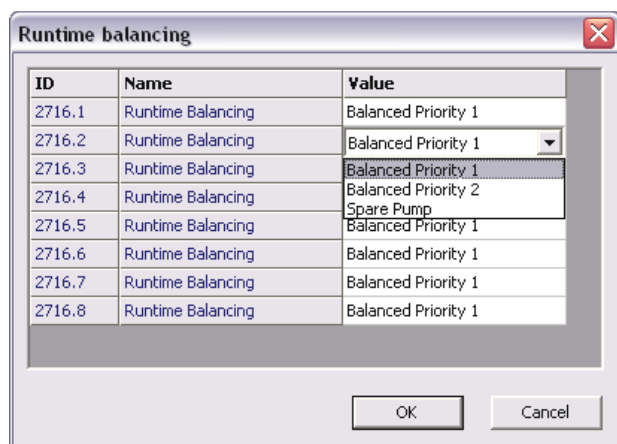 Runtime balancing
ID Name Value
2716.1 Runtime Balancing Balanced Priority 1
2716.2 Runtime Balancing Balanced Priority 1
2716.3 Runtime Balancing Balanced Priority 1
2716.4 Runtime Balancing Balanced Priority 2
Spare Pump
2716.5 Runtime Balancing Balanced Priority 1
2716.6 Runtime Balancing Balanced Priority 1
2716.7 Runtime Balancing Balanced Priority 1
2716.8 Runtime Balancing Balanced Priority 1
OK Cancel